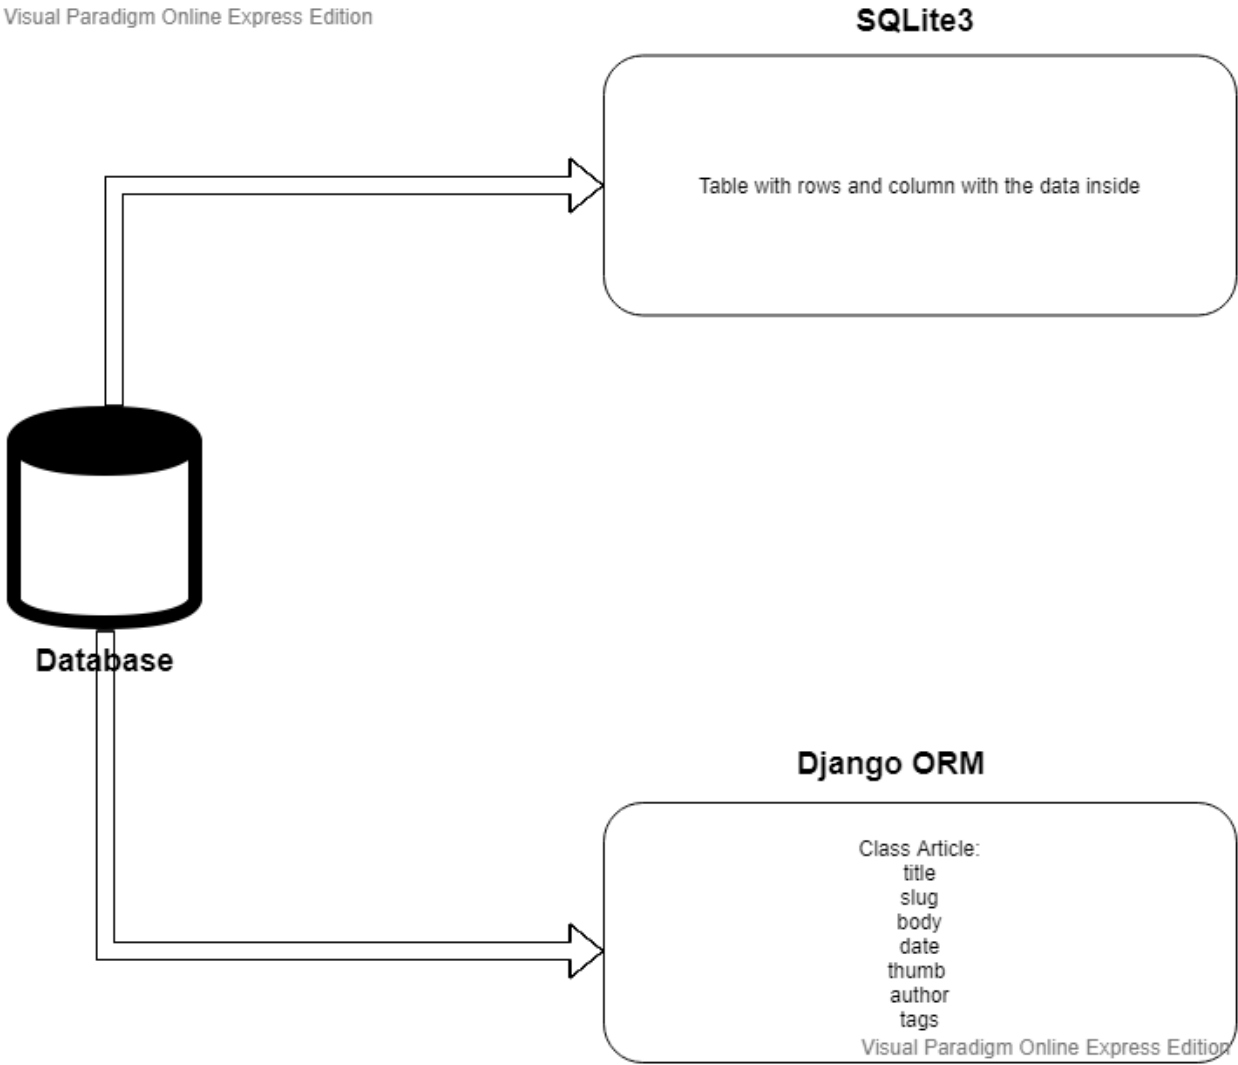 Visual Paradigm Online Express Edition
SQLite3
Table with rows and column with the data inside
Database
Django ORM
Class Article:
title
slug
body
date
thumb
author
tags
Visual Paradigm Online Express Edition